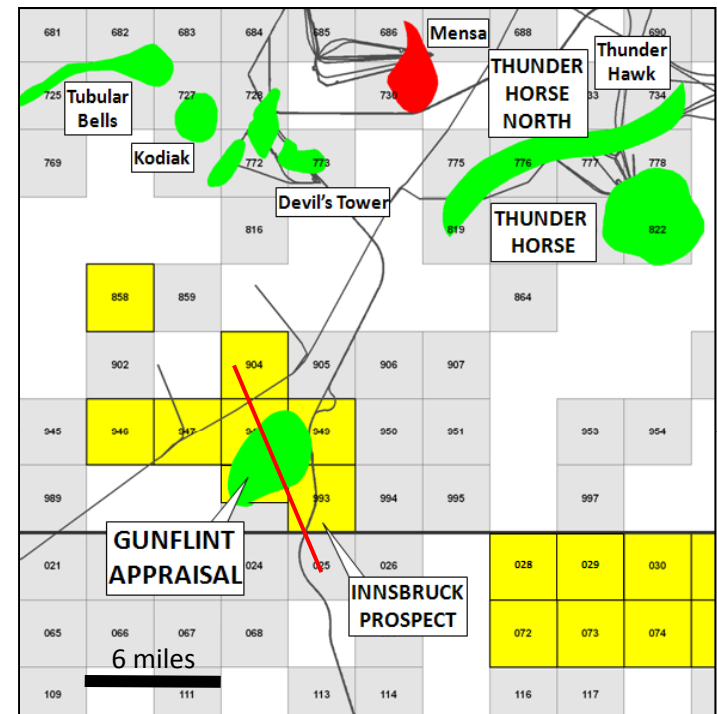 681 682 683 684 685 686 Mensa 688 690
Thunder
Hawk
725
Tubular
Bells
727 728 730
THUNDER
HORSE
NORTH
733 734
769
Kodiak
772 773 775 776 777 778
Devil's Tower
816 819
THUNDER
HORSE
822
858 859 864
902 904 905 906 907
945 946 947 949 950 951 953 954
989 993 994 995 997
GUNFLINT
APPRAISAL
INNSBRUCK
PROSPECT
021 024 025 026 028 029 030
065 066 067 068 072 073 074
6 miles
109 111 113 114 116 117